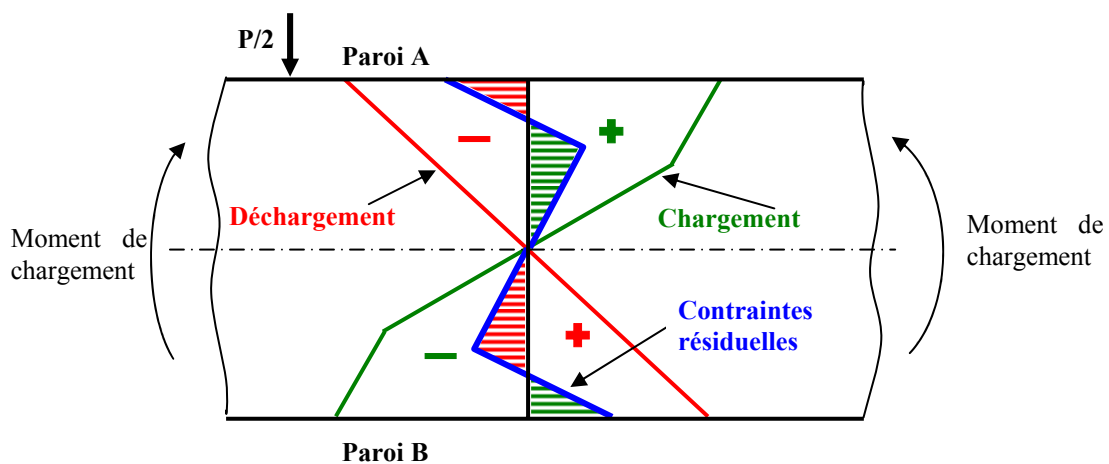 P/2
Paroi A
Déchargement
Chargement
Moment de
chargement
Moment de
chargement
Contraintes
résiduelles
Paroi B